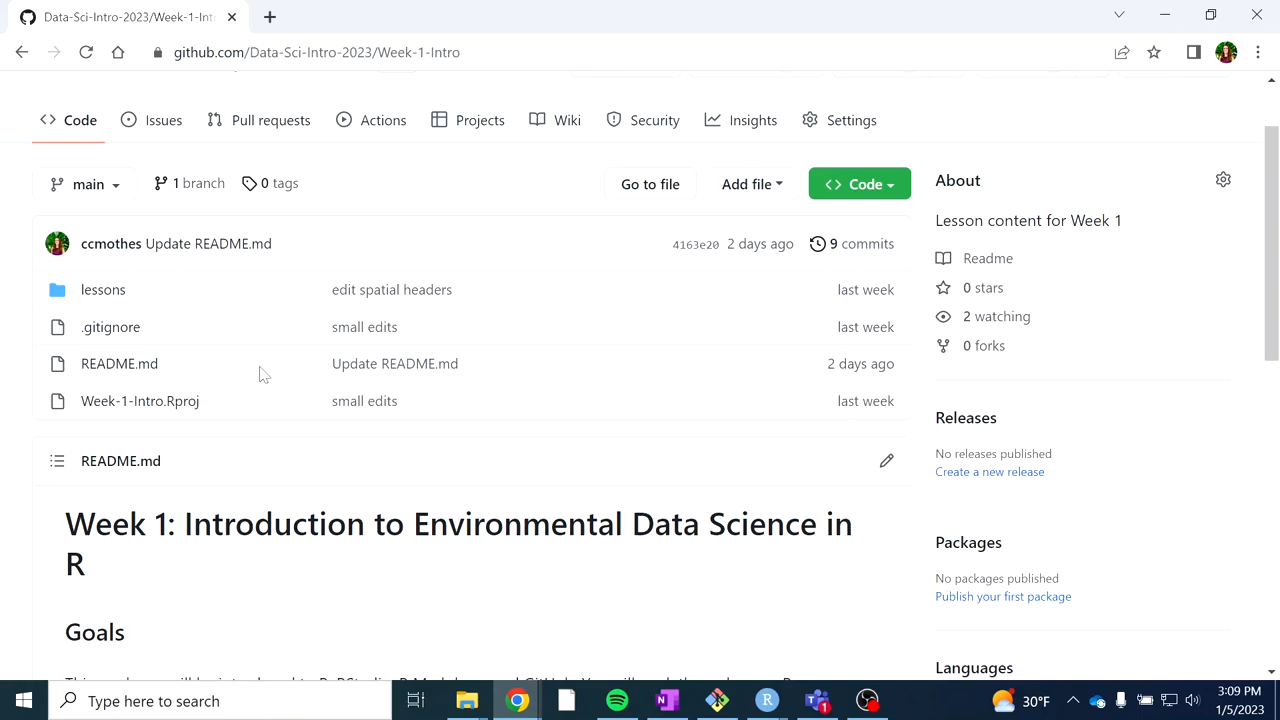 Data-Sci-Intro-2023/Week-1-Int
github.com/Data-Sci-Intro-2023/Week-1-Intro
Code Issues Pull requests Actions Projects Wiki Security Insights Settings
main 1 branch 0 tags Go to file Add file Code
ccmothes Update README.md 4163e20 2 days ago 9 commits
lessons edit spatial headers last week
.gitignore small edits last week
README.md Update README.md 2 days ago
Week-1-Intro.Rproj small edits last week
README.md
Week 1: Introduction to Environmental Data Science in
R
Goals
About
Lesson content for Week 1
Readme
0 stars
2 watching
0 forks
Releases
No releases published
Create a new release
Packages
No packages published
Publish your first package
Languages
Type here to search
30°F
3:09 PM
1/5/2023